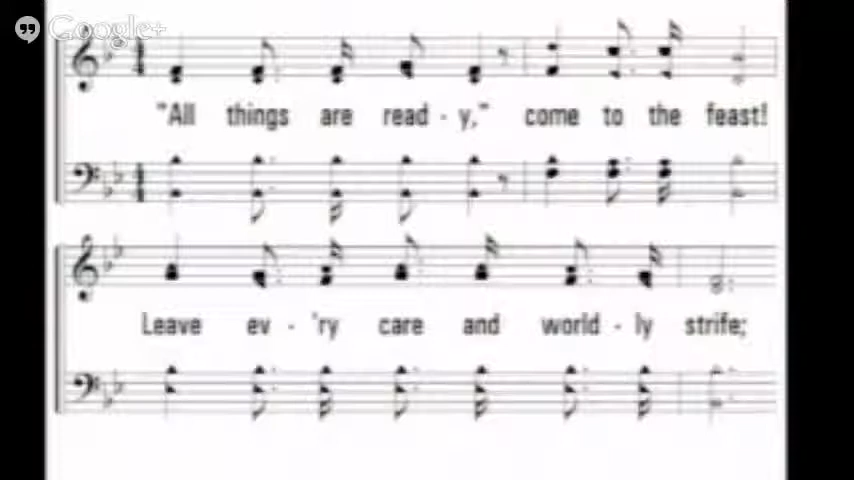 Google+
"All things are read - y," come to the feast!
Leave ev - 'ry care and world - ly strife;